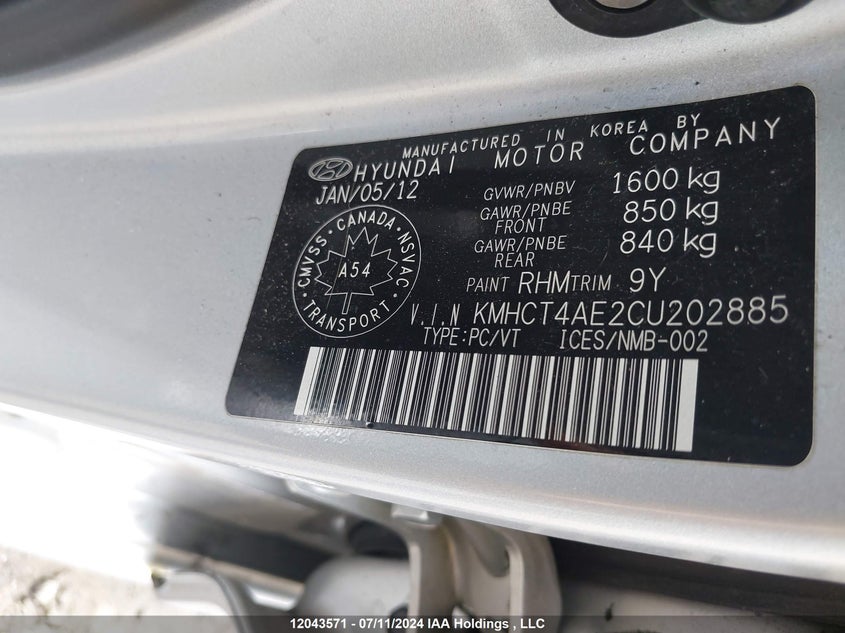 MANUFACTURED IN KOREA BY
HYUNDAI MOTOR COMPANY
JAN/05/12
GVWR/PNBV 1600 kg
GAWR/PNBE FRONT 850 kg
GAWR/PNBE REAR 840 kg
CMVSS • CANADA • NSVAC • TRANSPORT •
A54
PAINT RHM TRIM 9Y
V.I.N KMHCT4AE2CU202885
TYPE:PC/VT ICES/NMB-002
12043571 - 07/11/2024 IAA Holdings , LLC